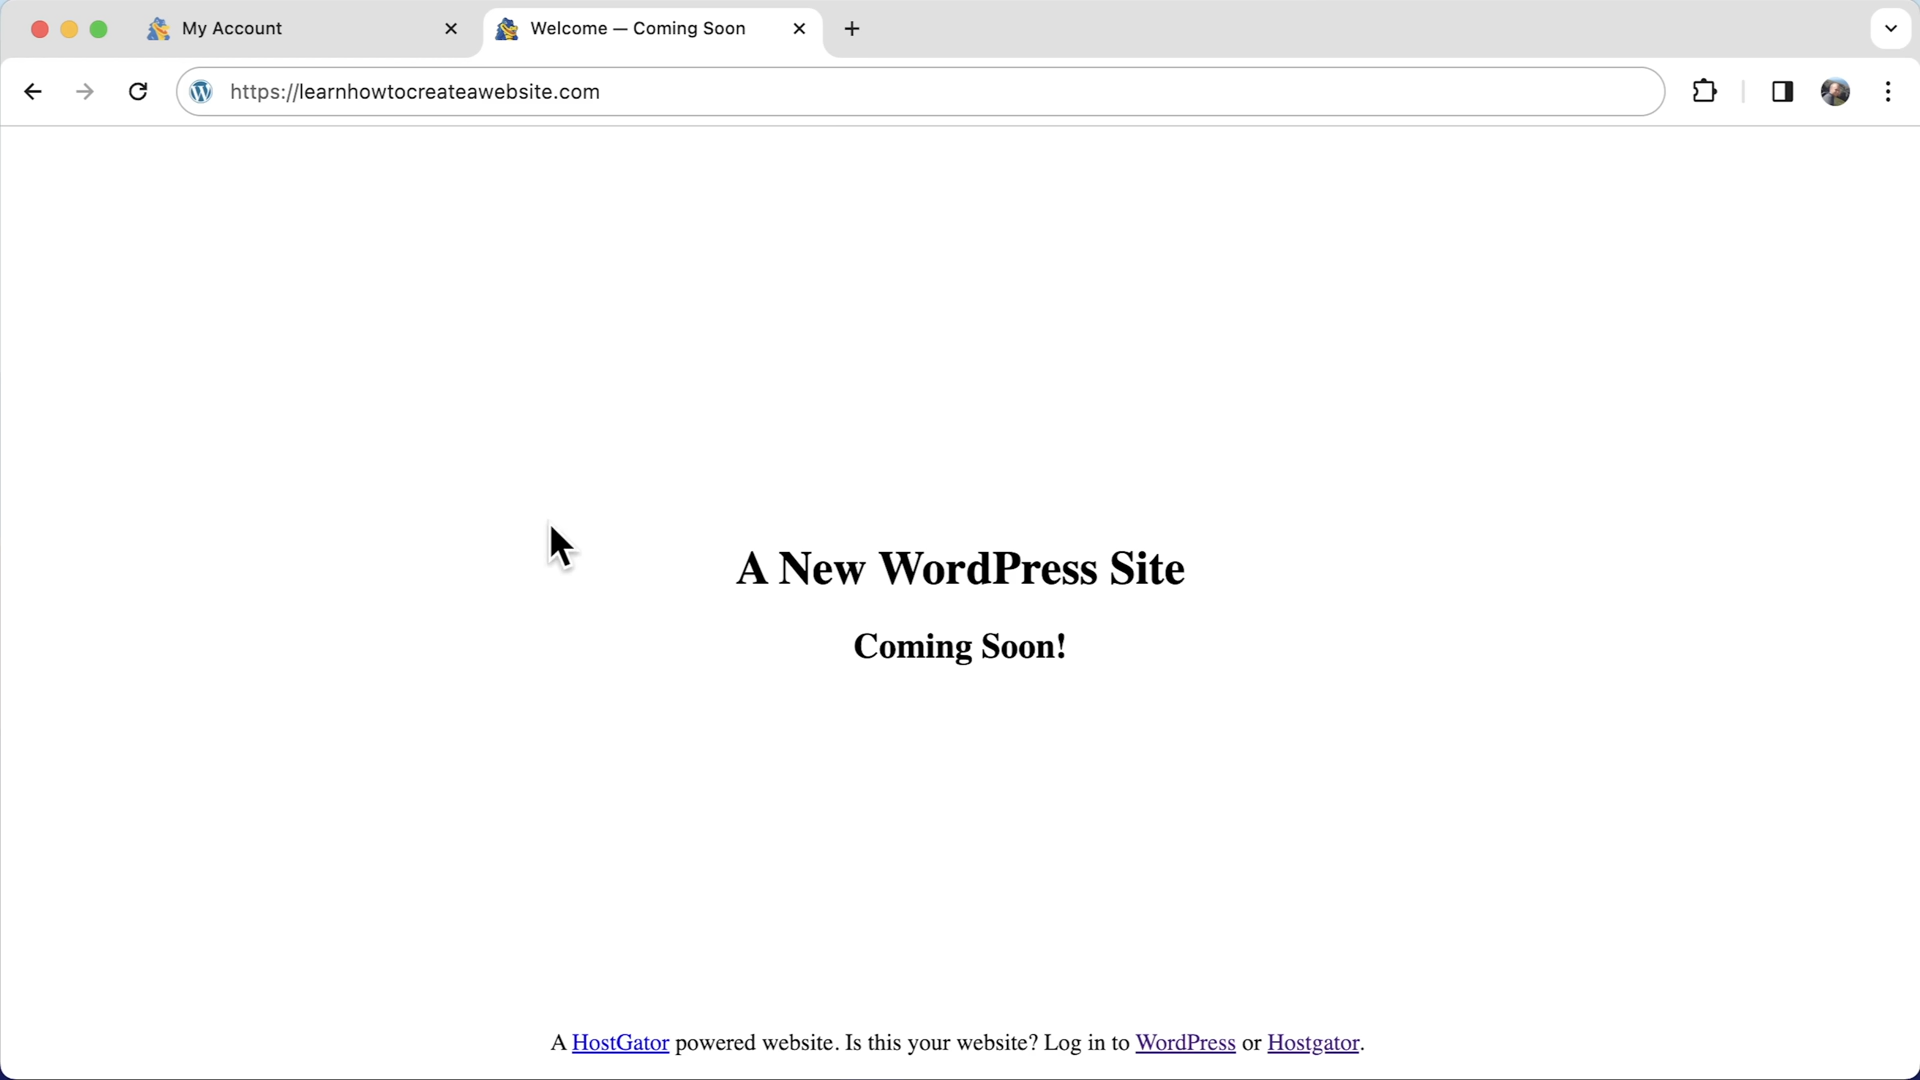 My Account
Welcome — Coming Soon
https://learnhowtocreateawebsite.com
A New WordPress Site
Coming Soon!
A HostGator powered website. Is this your website? Log in to WordPress or Hostgator.